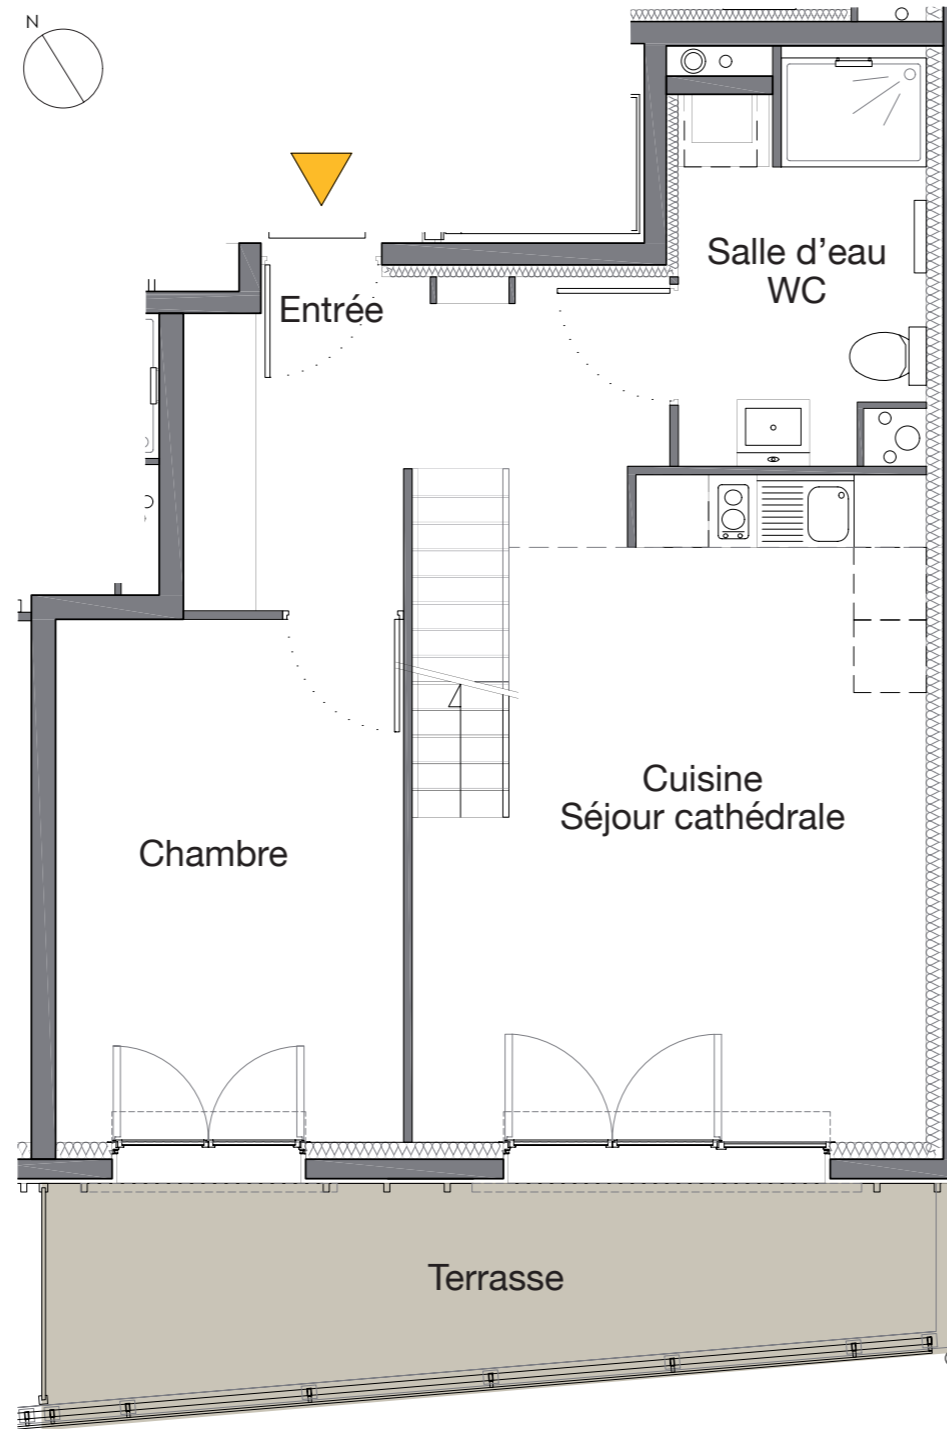 N
Salle d’eau
WC
Entrée
Cuisine
Séjour cathédrale
Chambre
Terrasse